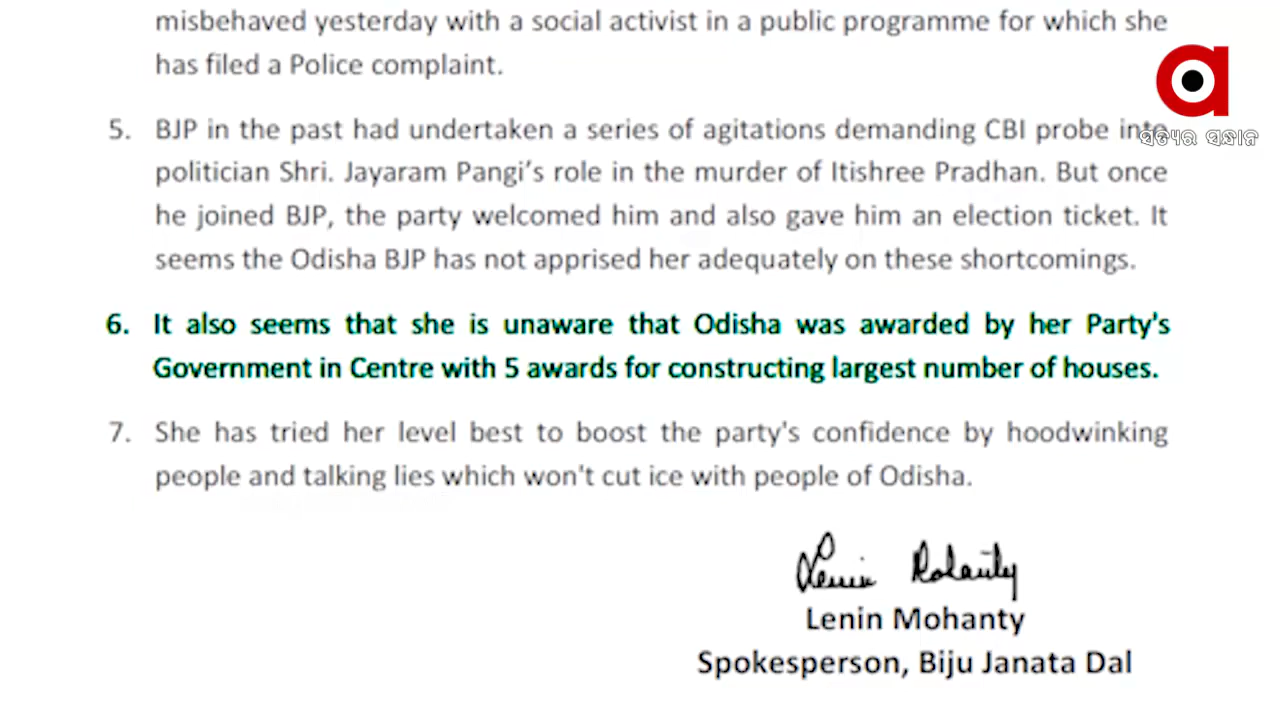 misbehaved yesterday with a social activist in a public programme for which she
has filed a Police complaint.
5. BJP in the past had undertaken a series of agitations demanding CBI probe into
politician Shri. Jayaram Pangi's role in the murder of Itishree Pradhan. But once
he joined BJP, the party welcomed him and also gave him an election ticket. It
seems the Odisha BJP has not apprised her adequately on these shortcomings.
6. It also seems that she is unaware that Odisha was awarded by her Party's
Government in Centre with 5 awards for constructing largest number of houses.
7. She has tried her level best to boost the party's confidence by hoodwinking
people and talking lies which won't cut ice with people of Odisha.
Lenin Mohanty
Lenin Mohanty
Spokesperson, Biju Janata Dal